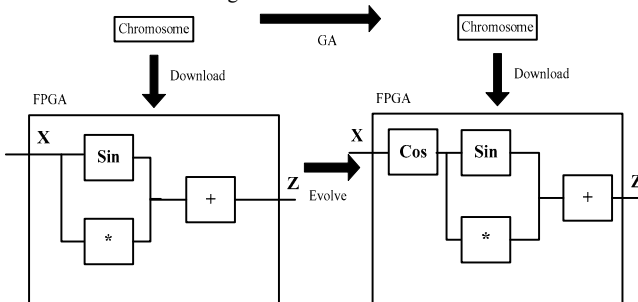 Chromosome
GA
Chromosome
Download
Download
FPGA
FPGA
X
Sin
*
+
Z
Evolve
X
Cos
Sin
*
+
Z